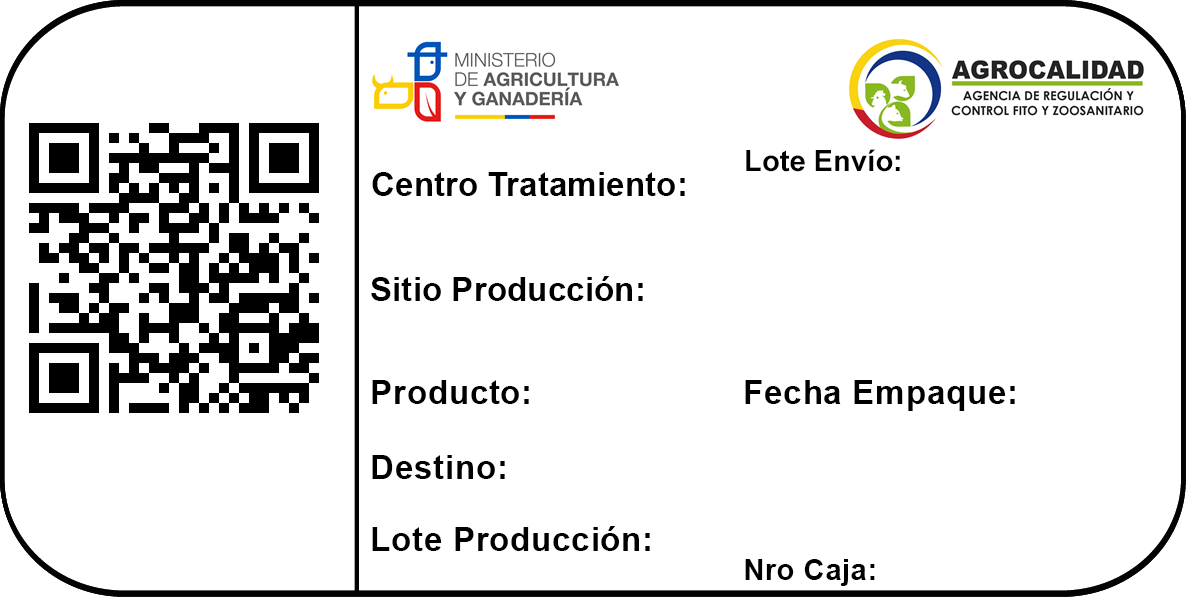 MINISTERIO
DE AGRICULTURA
Y GANADERÍA
AGROCALIDAD
AGENCIA DE REGULACIÓN Y
CONTROL FITO Y ZOOSANITARIO
Lote Envío:
Centro Tratamiento:
Sitio Producción:
Producto:
Fecha Empaque:
Destino:
Lote Producción:
Nro Caja: